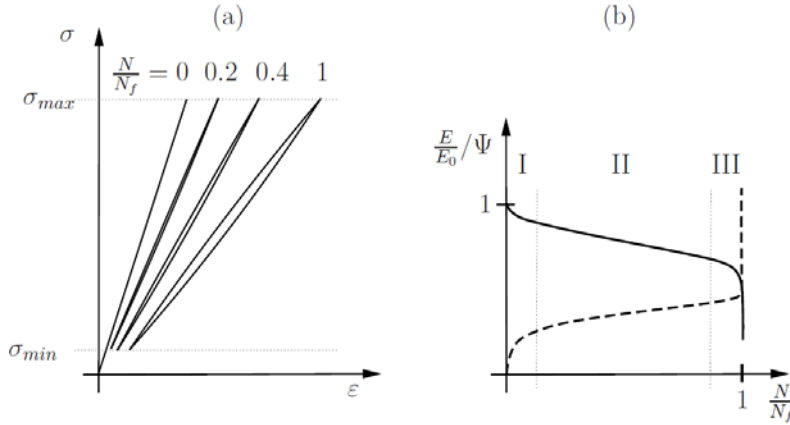 (a)
σ
N/N_f = 0 0.2 0.4 1
σ_max
σ_min
ε
(b)
E/E_0/Ψ
I II III
1
1
N/N_f